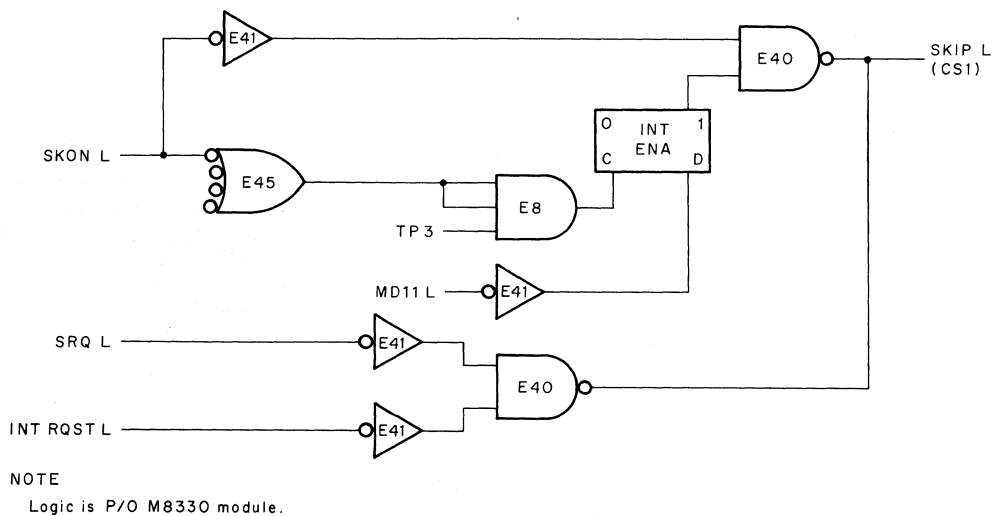 E41
E40
SKIP L
(CS1)
0 1
INT
ENA
C D
SKON L
E45
E8
TP3
MD11 L
E41
SRQ L
E41
E40
INT RQST L
E41
NOTE
Logic is P/O M8330 module.